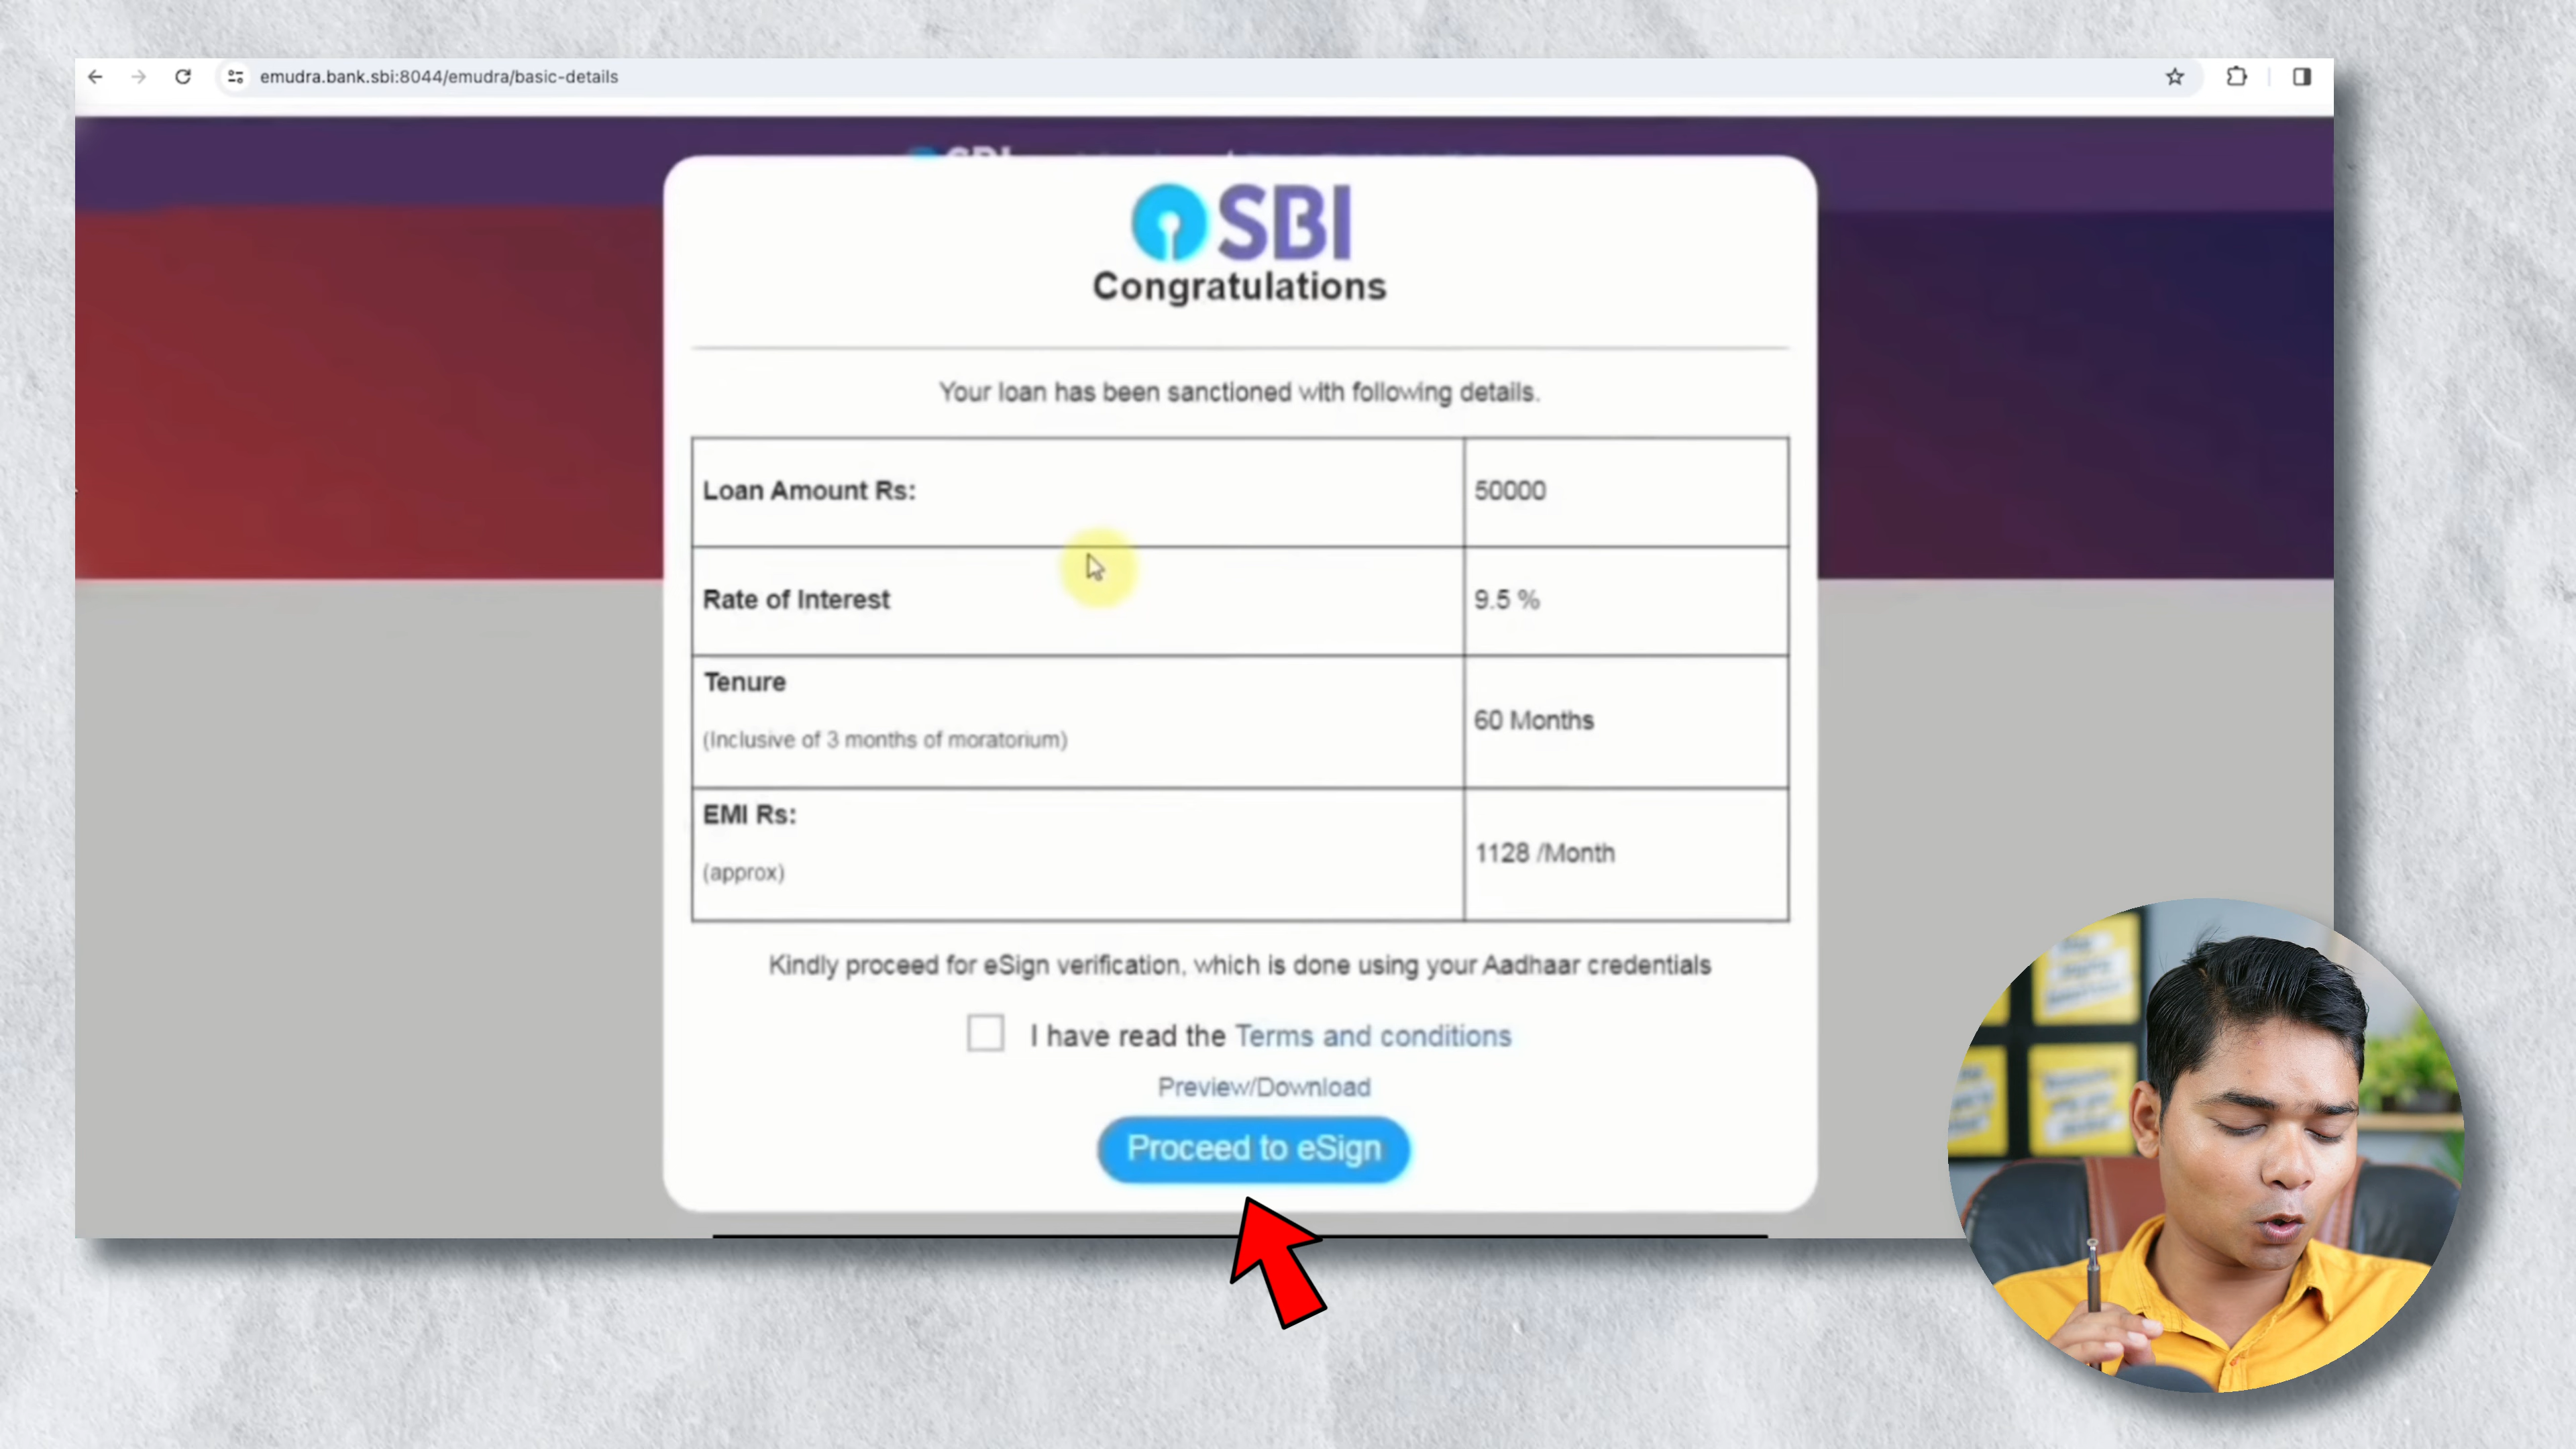 emudra.bank.sbi:8044/emudra/basic-details
SBI
Congratulations
Your loan has been sanctioned with following details.
Loan Amount Rs: 50000
Rate of Interest 9.5 %
Tenure
(Inclusive of 3 months of moratorium)
60 Months
EMI Rs:
(approx)
1128 /Month
Kindly proceed for eSign verification, which is done using your Aadhaar credentials
I have read the Terms and conditions
Preview/Download
Proceed to eSign